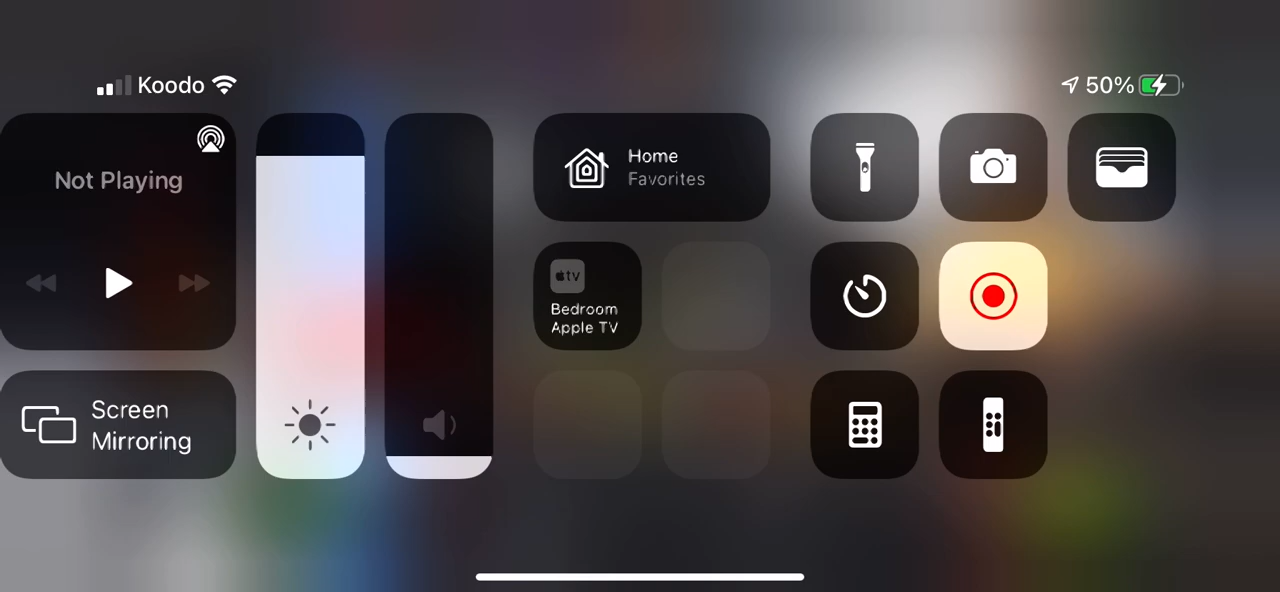 Koodo
50%
Not Playing
Home
Favorites
tv
Bedroom
Apple TV
Screen
Mirroring